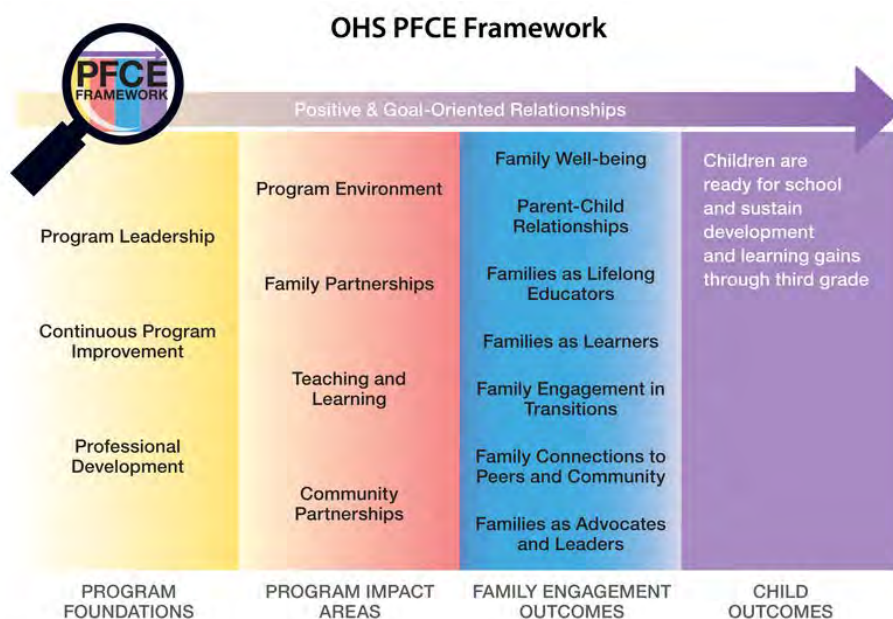 OHS PFCE Framework
PFCE
FRAMEWORK
Positive & Goal-Oriented Relationships
Program Leadership
Continuous Program
Improvement
Professional
Development
PROGRAM
FOUNDATIONS
Program Environment
Family Partnerships
Teaching and
Learning
Community
Partnerships
PROGRAM IMPACT
AREAS
Family Well-being
Parent-Child
Relationships
Families as Lifelong
Educators
Families as Learners
Family Engagement in
Transitions
Family Connections to
Peers and Community
Families as Advocates
and Leaders
FAMILY ENGAGEMENT
OUTCOMES
Children are
ready for school
and sustain
development
and learning gains
through third grade
CHILD
OUTCOMES